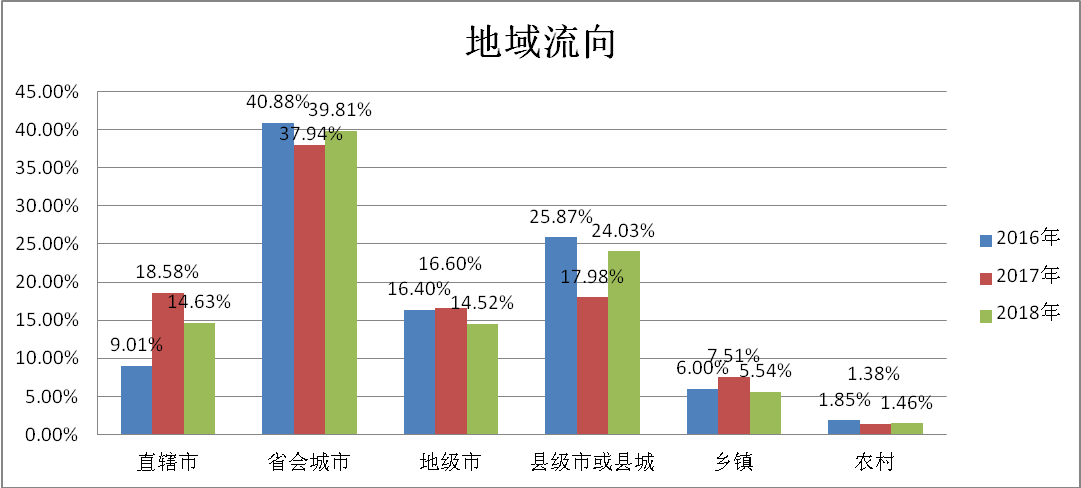 地域流向
45.00%
40.00%
35.00%
30.00%
25.00%
20.00%
15.00%
10.00%
5.00%
0.00%
9.01%
18.58%
14.63%
40.88%
37.94%
39.81%
16.40%
16.60%
14.52%
25.87%
17.98%
24.03%
6.00%
7.51%
5.54%
1.85%
1.38%
1.46%
直辖市
省会城市
地级市
县级市或县城
乡镇
农村
2016年
2017年
2018年